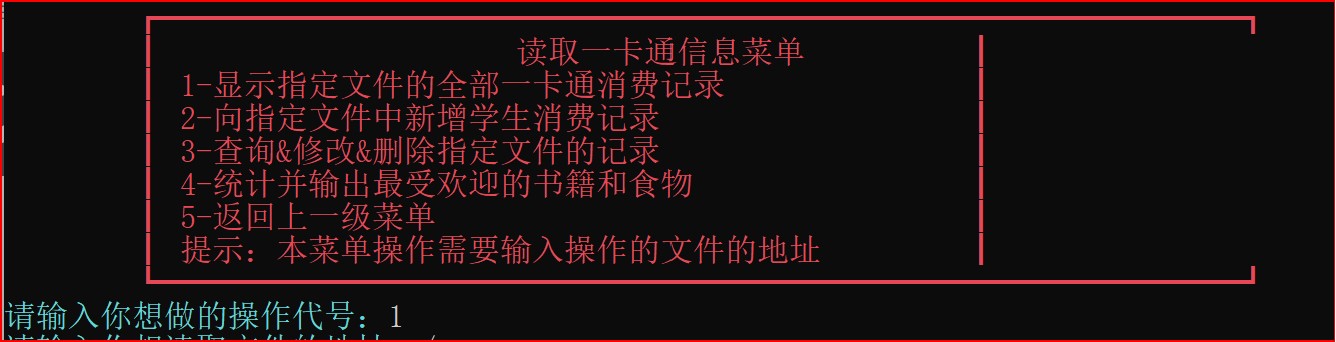 读取一卡通信息菜单
1-显示指定文件的全部一卡通消费记录
2-向指定文件中新增学生消费记录
3-查询&修改&删除指定文件的记录
4-统计并输出最受欢迎的书籍和食物
5-返回上一级菜单
提示：本菜单操作需要输入操作的文件的地址
请输入你想做的操作代号：1